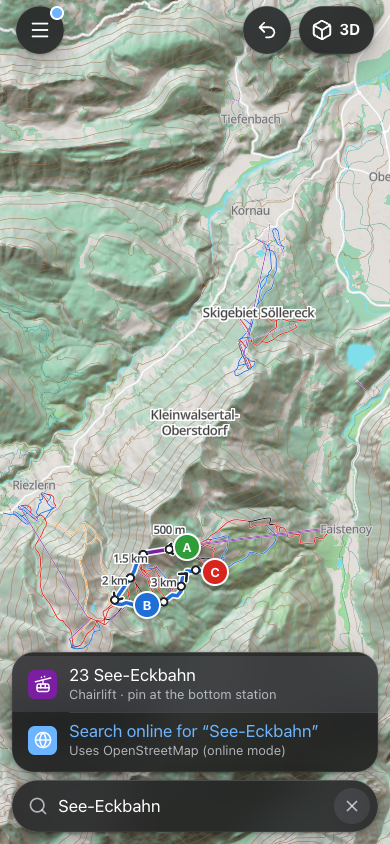 3D
Tiefenbach
Obe
Kornau
Skigebiet Söllereck
Kleinwalsertal-
Oberstdorf
Riezlern
500 m
A
Faistenoy
1.5 km
C
2 km
3 km
B
23 See-Eckbahn
Chairlift · pin at the bottom station
Search online for “See-Eckbahn”
Uses OpenStreetMap (online mode)
See-Eckbahn